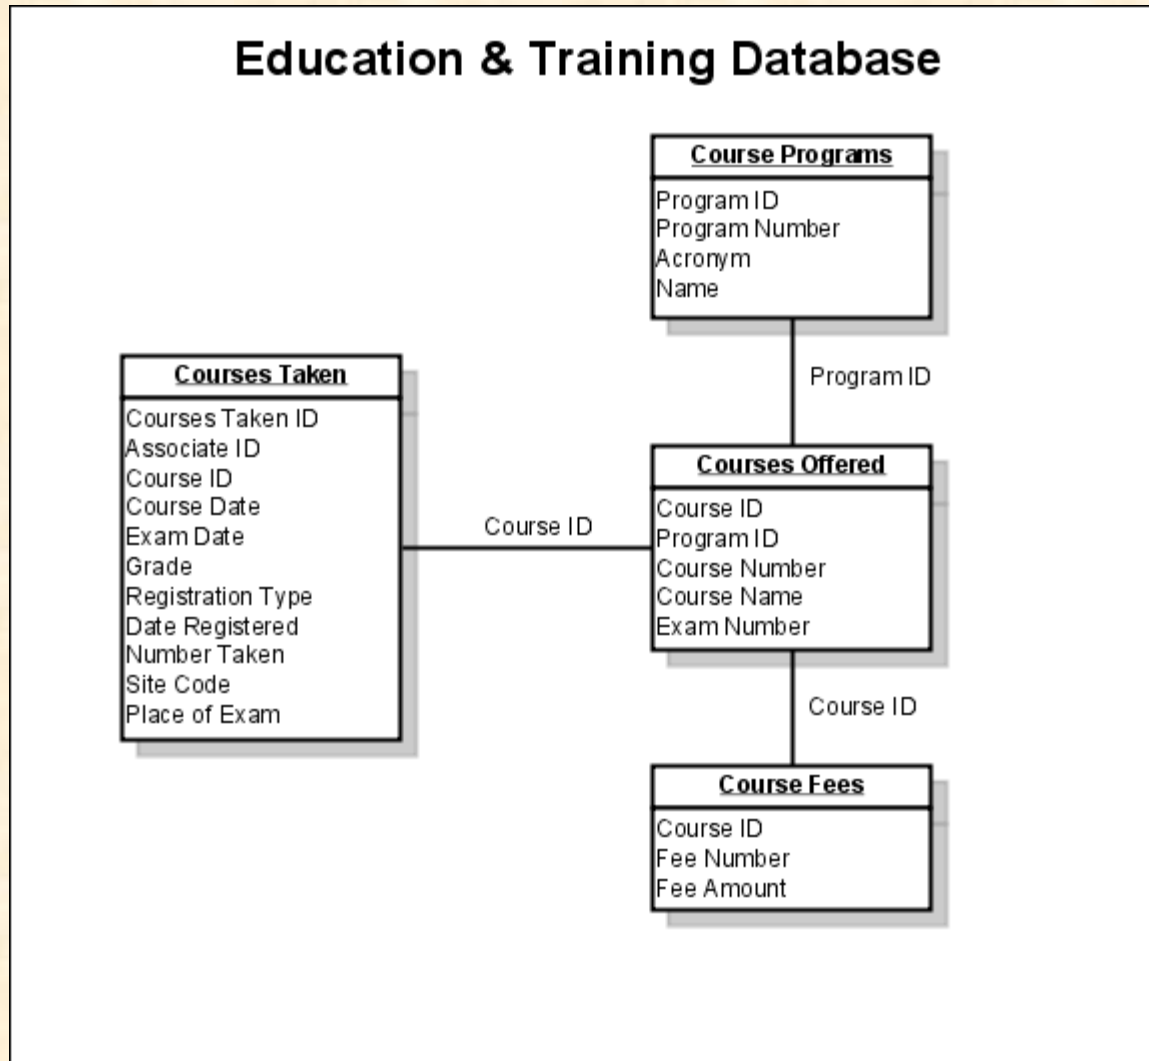 Education & Training Database
Course Programs
Program ID
Program Number
Acronym
Name
Program ID
Courses Taken
Courses Taken ID
Associate ID
Course ID
Course Date
Exam Date
Grade
Registration Type
Date Registered
Number Taken
Site Code
Place of Exam
Course ID
Courses Offered
Course ID
Program ID
Course Number
Course Name
Exam Number
Course ID
Course Fees
Course ID
Fee Number
Fee Amount